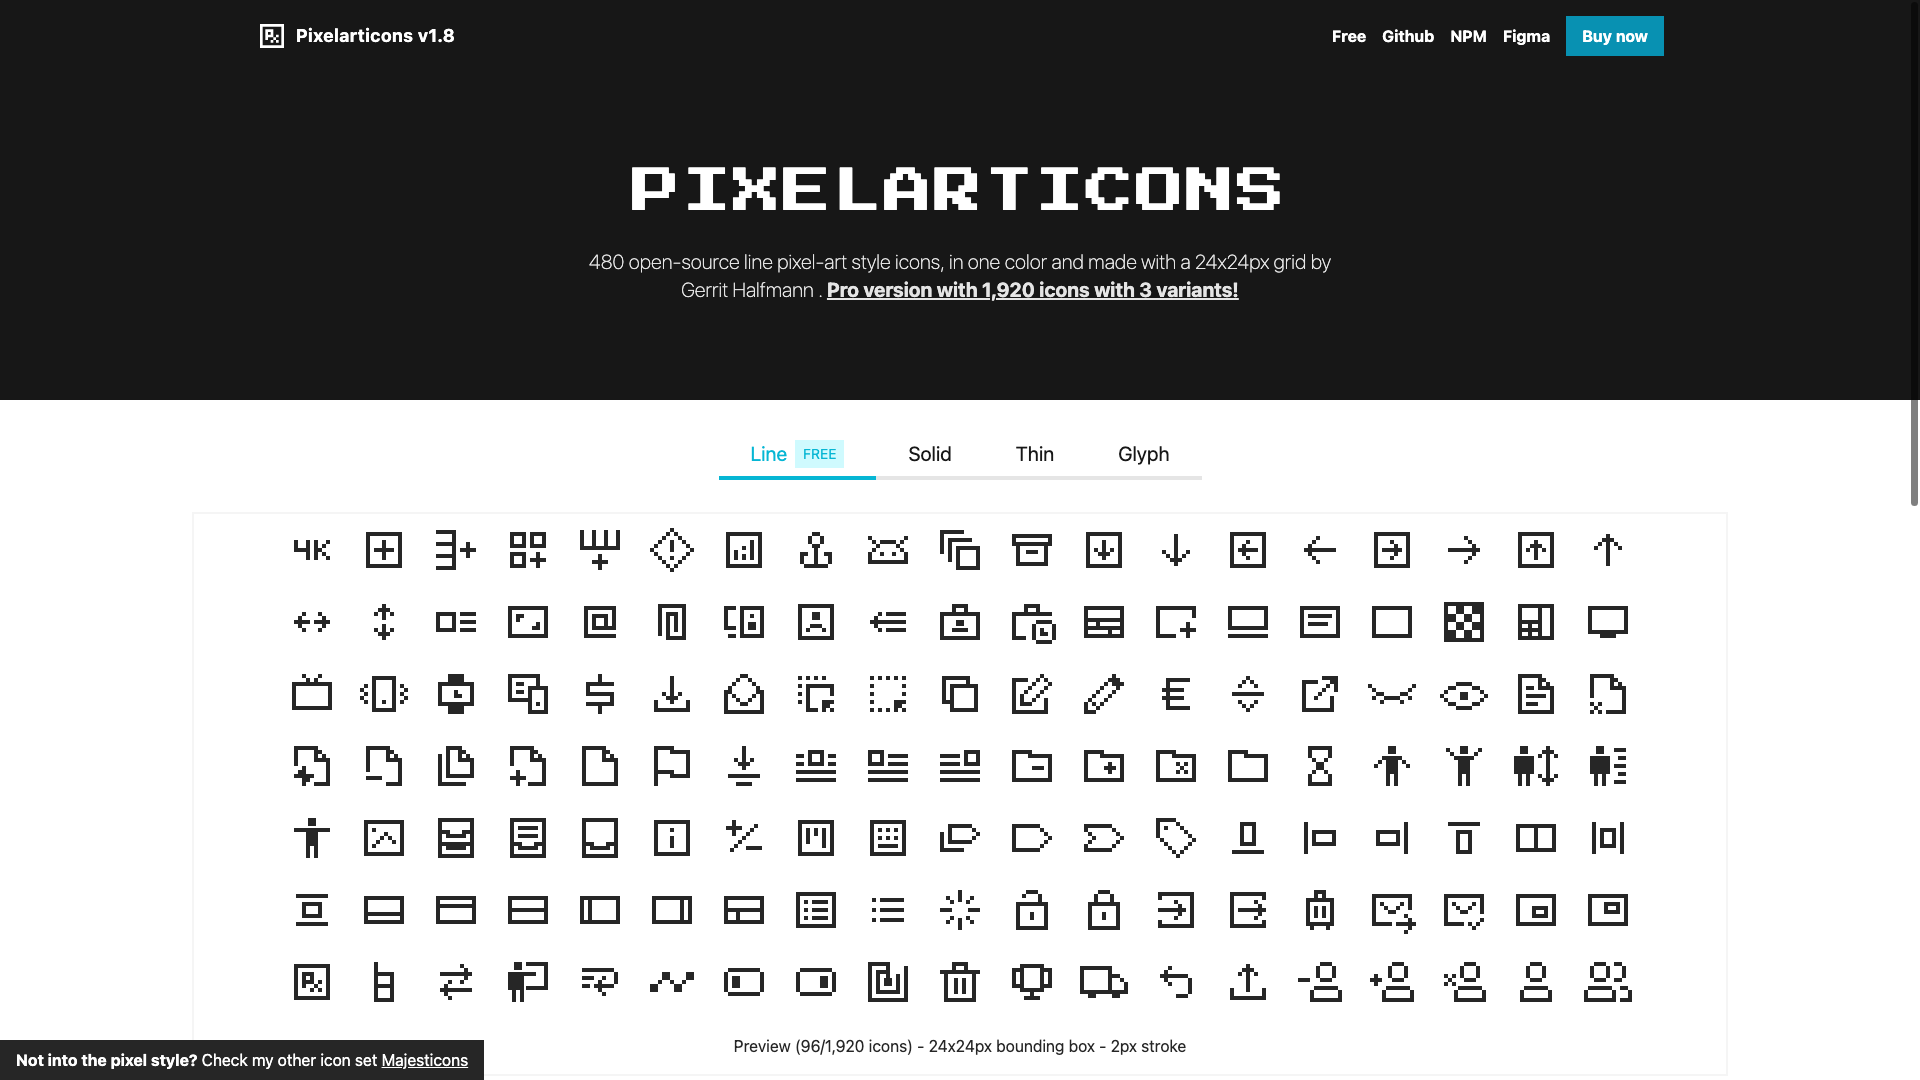 Pixelarticons v1.8
Free Github NPM Figma Buy now
PIXELARTICONS
480 open-source line pixel-art style icons, in one color and made with a 24x24px grid by
Gerrit Halfmann . Pro version with 1,920 icons with 3 variants!
Line FREE Solid Thin Glyph
4K
Preview (96/1,920 icons) - 24x24px bounding box - 2px stroke
Not into the pixel style? Check my other icon set Majesticons